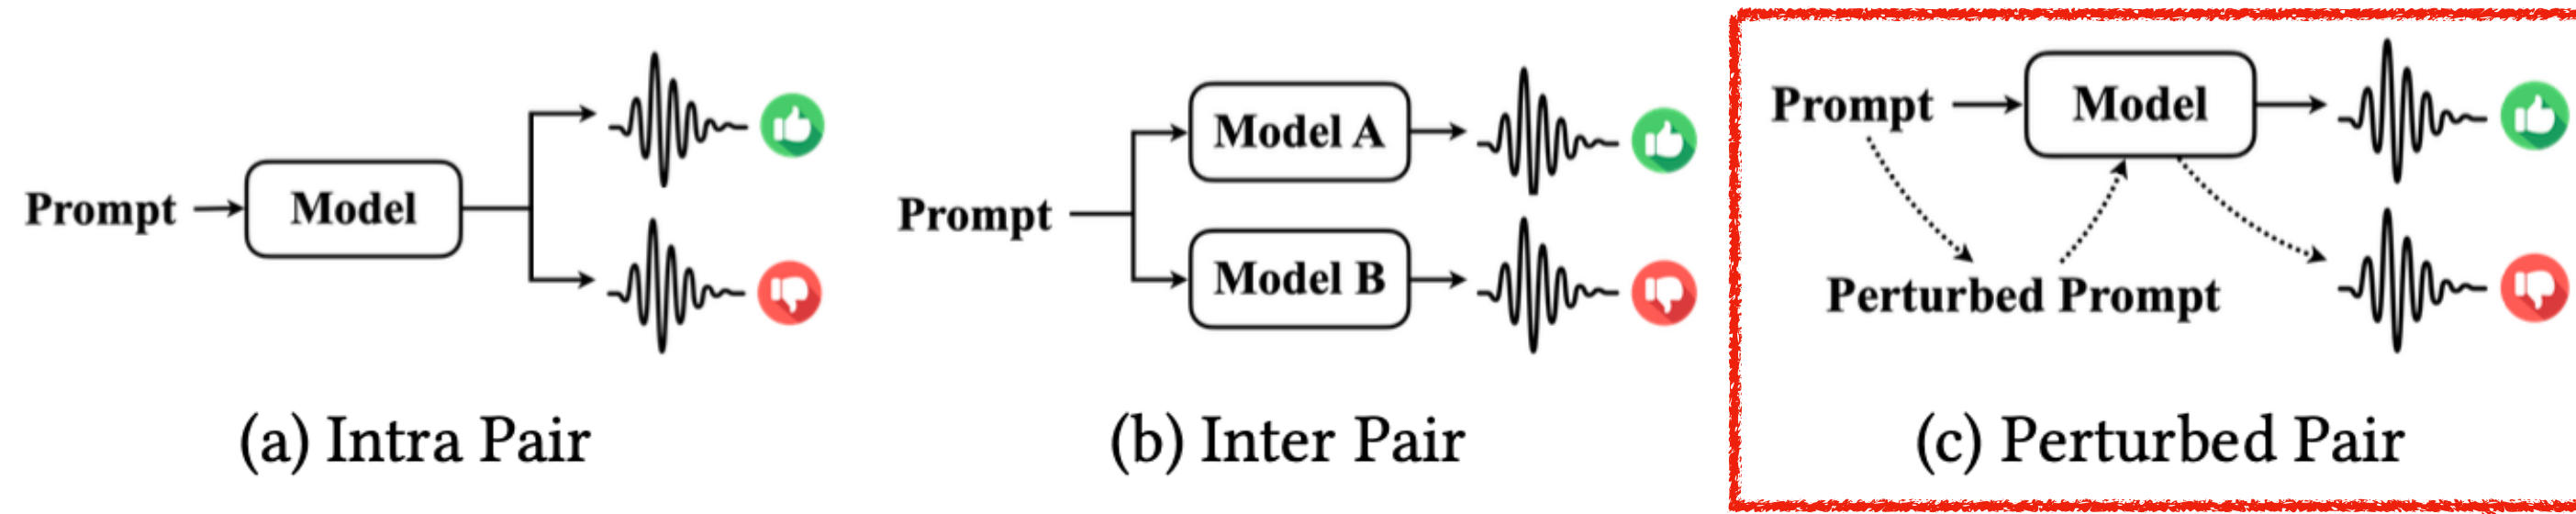 Prompt
Model
(a) Intra Pair
Prompt
Model A
Model B
(b) Inter Pair
Prompt
Model
Perturbed Prompt
(c) Perturbed Pair